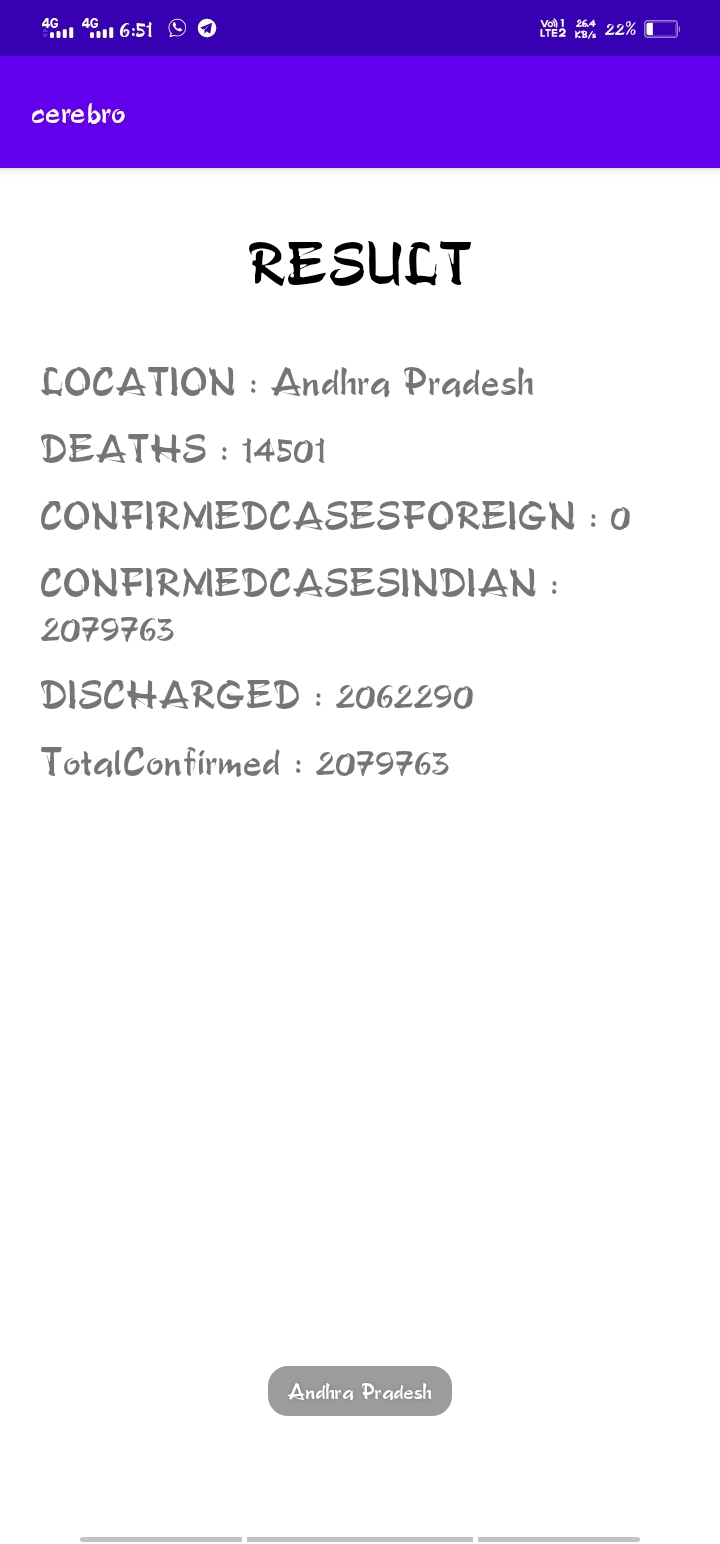 4G 4G 6:51 Vo)) 1 LTE2 26.4 KB/s 22%
cerebro
RESULT
LOCATION : Andhra Pradesh
DEATHS : 14501
CONFIRMEDCASESFOREIGN : 0
CONFIRMEDCASESINDIAN :
2079763
DISCHARGED : 2062290
TotalConfirmed : 2079763
Andhra Pradesh